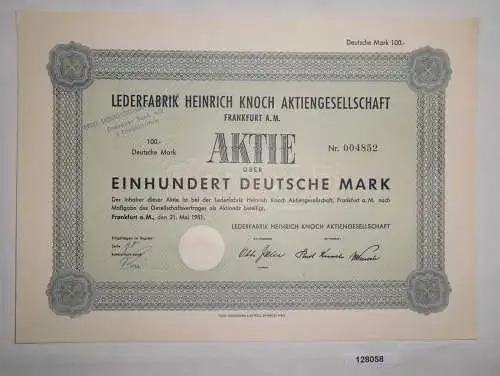 Deutsche Mark 100.-
LEDERFABRIK HEINRICH KNOCH AKTIENGESELLSCHAFT
FRANKFURT A. M.
100.-
Deutsche Mark
AKTIE
Nr. 004852
ÜBER
EINHUNDERT DEUTSCHE MARK
Der Inhaber dieser Aktie ist bei der Lederfabrik Heinrich Knoch Aktiengesellschaft, Frankfurt a. m. nach
Maßgabe des Gesellschaftsvertrages als Aktionär beteiligt.
Frankfurt a. m., den 21. Mai 1951.
LEDERFABRIK HEINRICH KNOCH AKTIENGESELLSCHAFT
Seite
128058